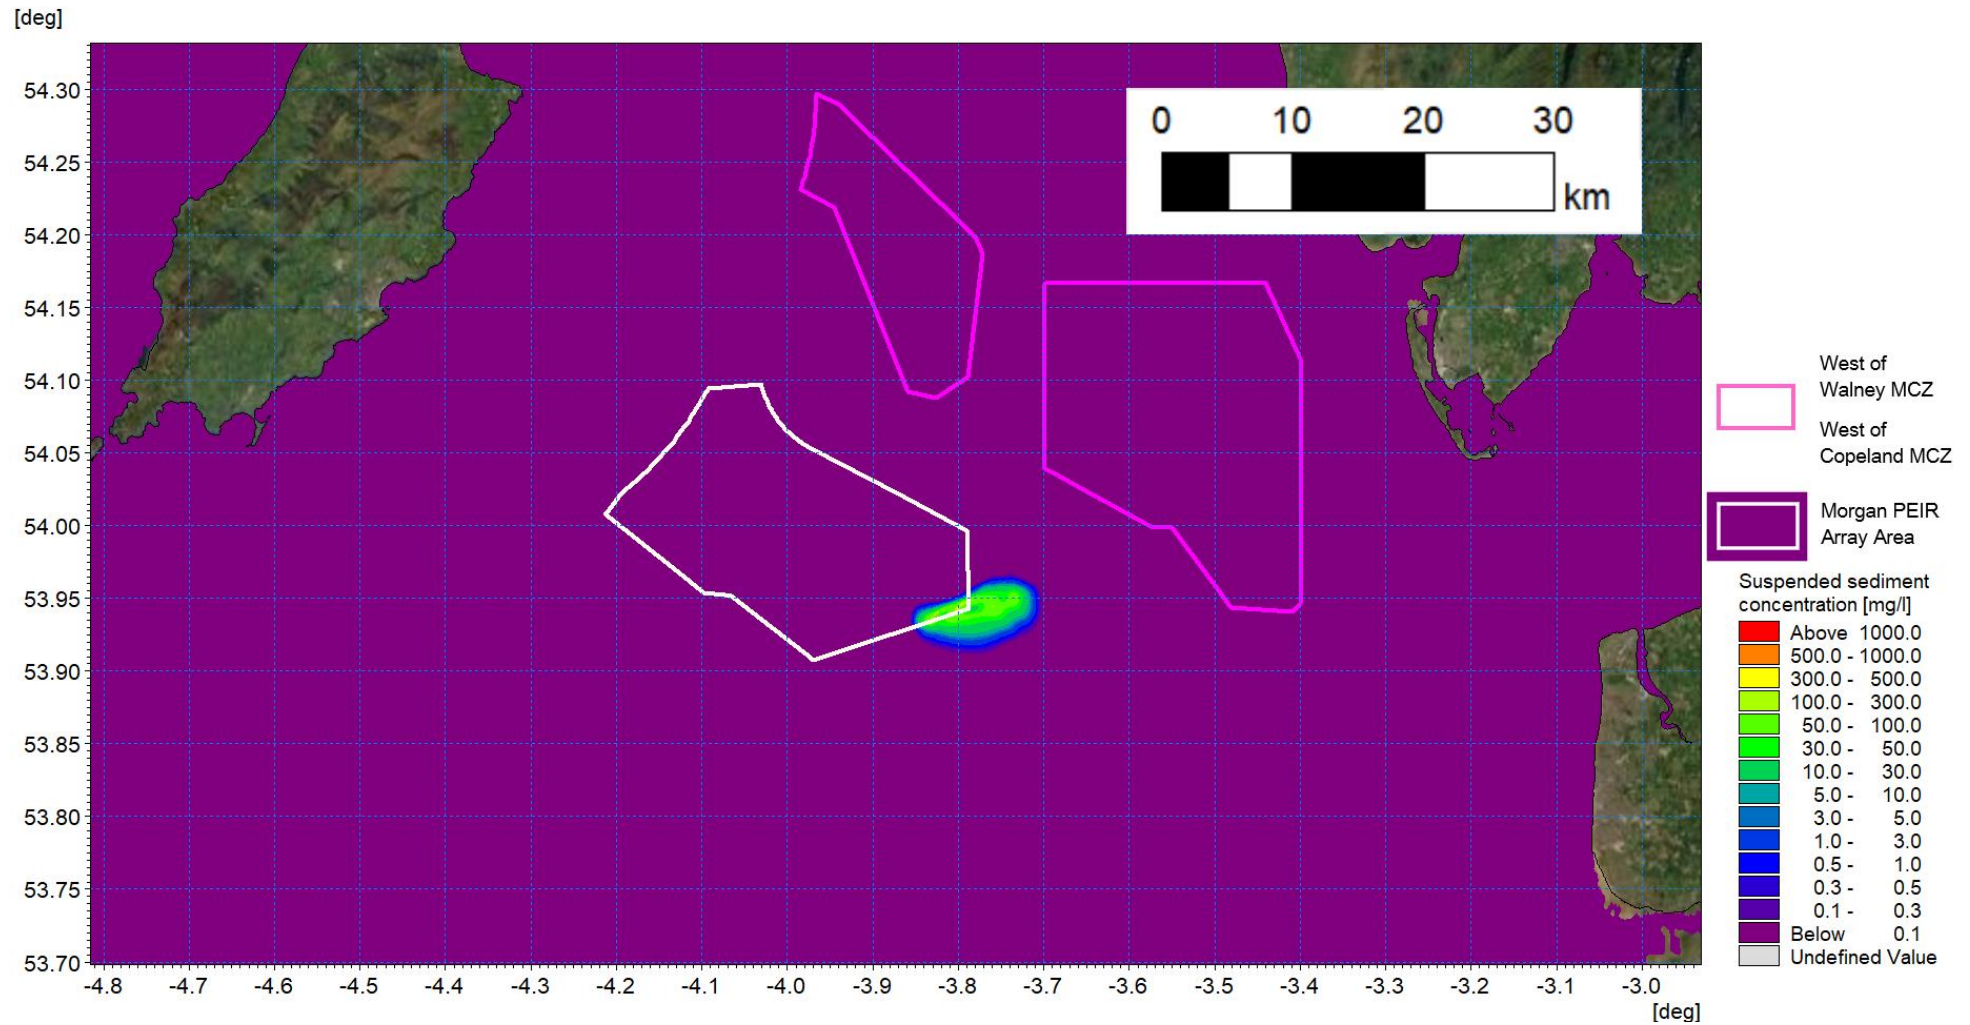 [deg]
54.30
54.25
54.20
54.15
54.10
54.05
54.00
53.95
53.90
53.85
53.80
53.75
53.70
-4.8 -4.7 -4.6 -4.5 -4.4 -4.3 -4.2 -4.1 -4.0 -3.9 -3.8 -3.7 -3.6 -3.5 -3.4 -3.3 -3.2 -3.1 -3.0
[deg]
0 10 20 30
km
West of
Walney MCZ
West of
Copeland MCZ
Morgan PEIR
Array Area
Suspended sediment
concentration [mg/l]
Above 1000.0
500.0 - 1000.0
300.0 - 500.0
100.0 - 300.0
50.0 - 100.0
30.0 - 50.0
10.0 - 30.0
5.0 - 10.0
3.0 - 5.0
1.0 - 3.0
0.5 - 1.0
0.3 - 0.5
0.1 - 0.3
Below 0.1
Undefined Value